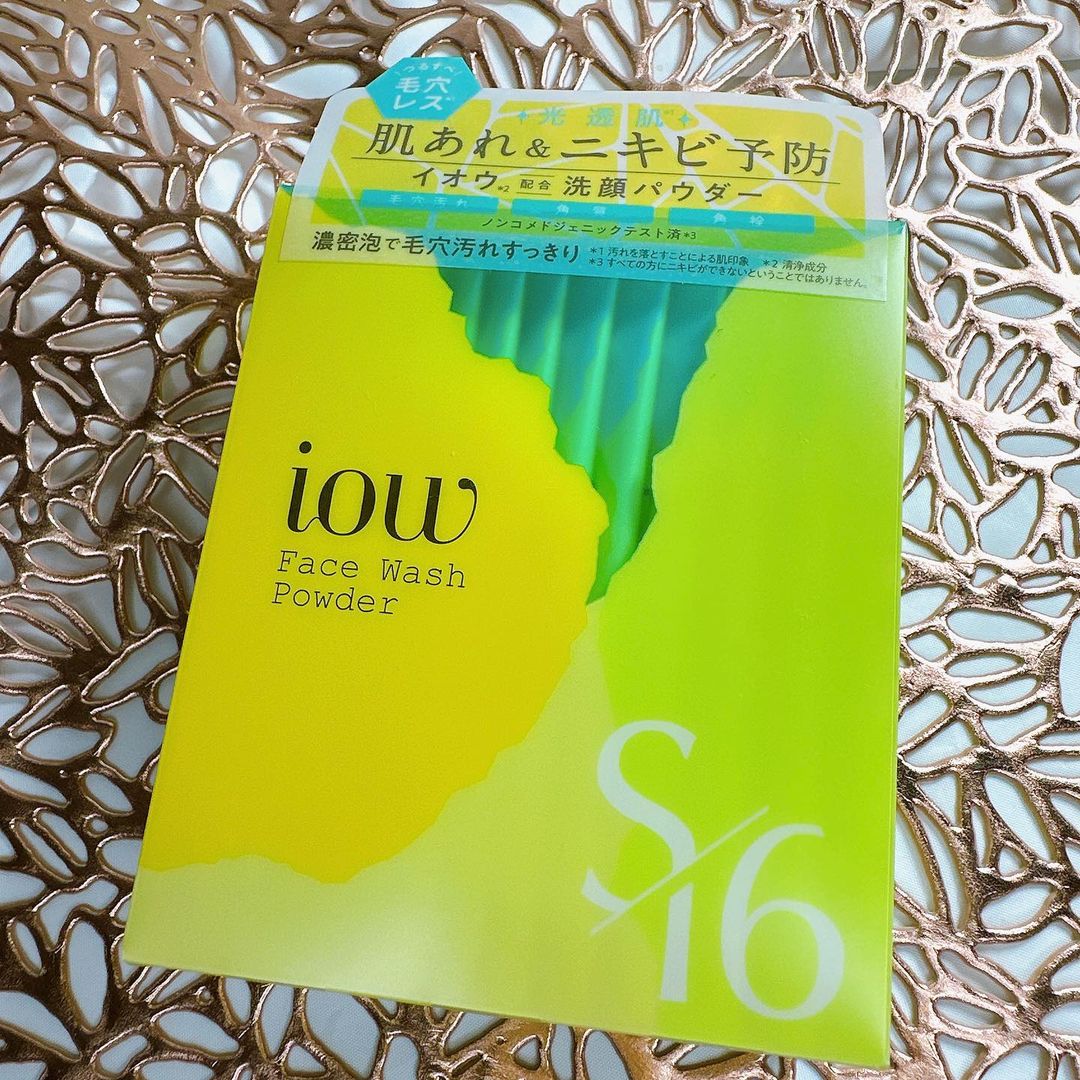 つるすべ
毛穴
レス
光透肌*1
肌あれ&ニキビ予防
イオウ*2 配合 洗顔パウダー
毛穴汚れ 角質 角栓
ノンコメドジェニックテスト済*3
濃密泡で毛穴汚れすっきり
*1 汚れを落とすことによる肌印象 *2 清浄成分
*3 すべての方にニキビができないということではありません。
iow
Face Wash
Powder
S/16